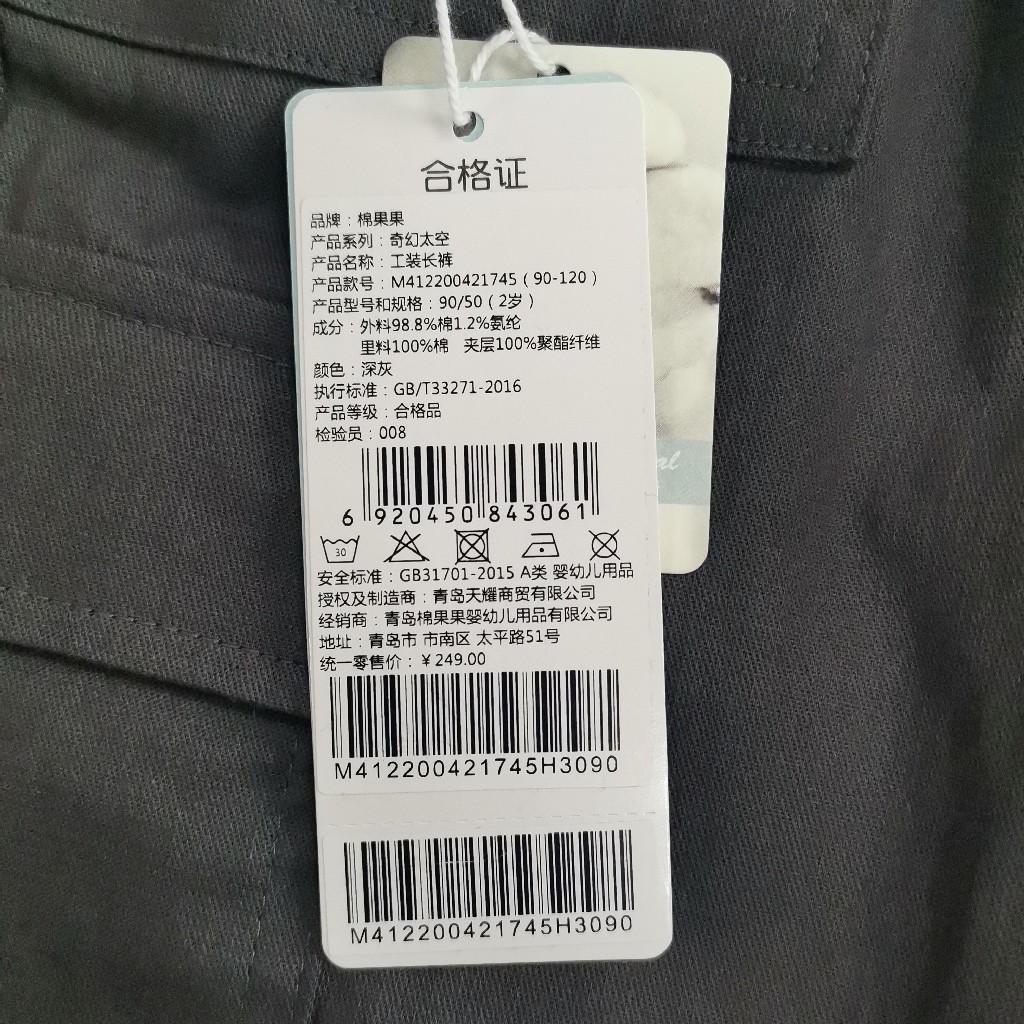 合格证
品牌：棉果果
产品系列：奇幻太空
产品名称：工装长裤
产品款号：M412200421745（90-120）
产品型号和规格：90/50（2岁）
成分：外料98.8%棉1.2%氨纶
里料100%棉 夹层100%聚酯纤维
颜色：深灰
执行标准：GB/T33271-2016
产品等级：合格品
检验员：008
6 920450 843061
30
安全标准：GB31701-2015 A类 婴幼儿用品
授权及制造商：青岛天耀商贸有限公司
经销商：青岛棉果果婴幼儿用品有限公司
地址：青岛市 市南区 太平路51号
统一零售价：￥249.00
M412200421745H3090
M412200421745H3090